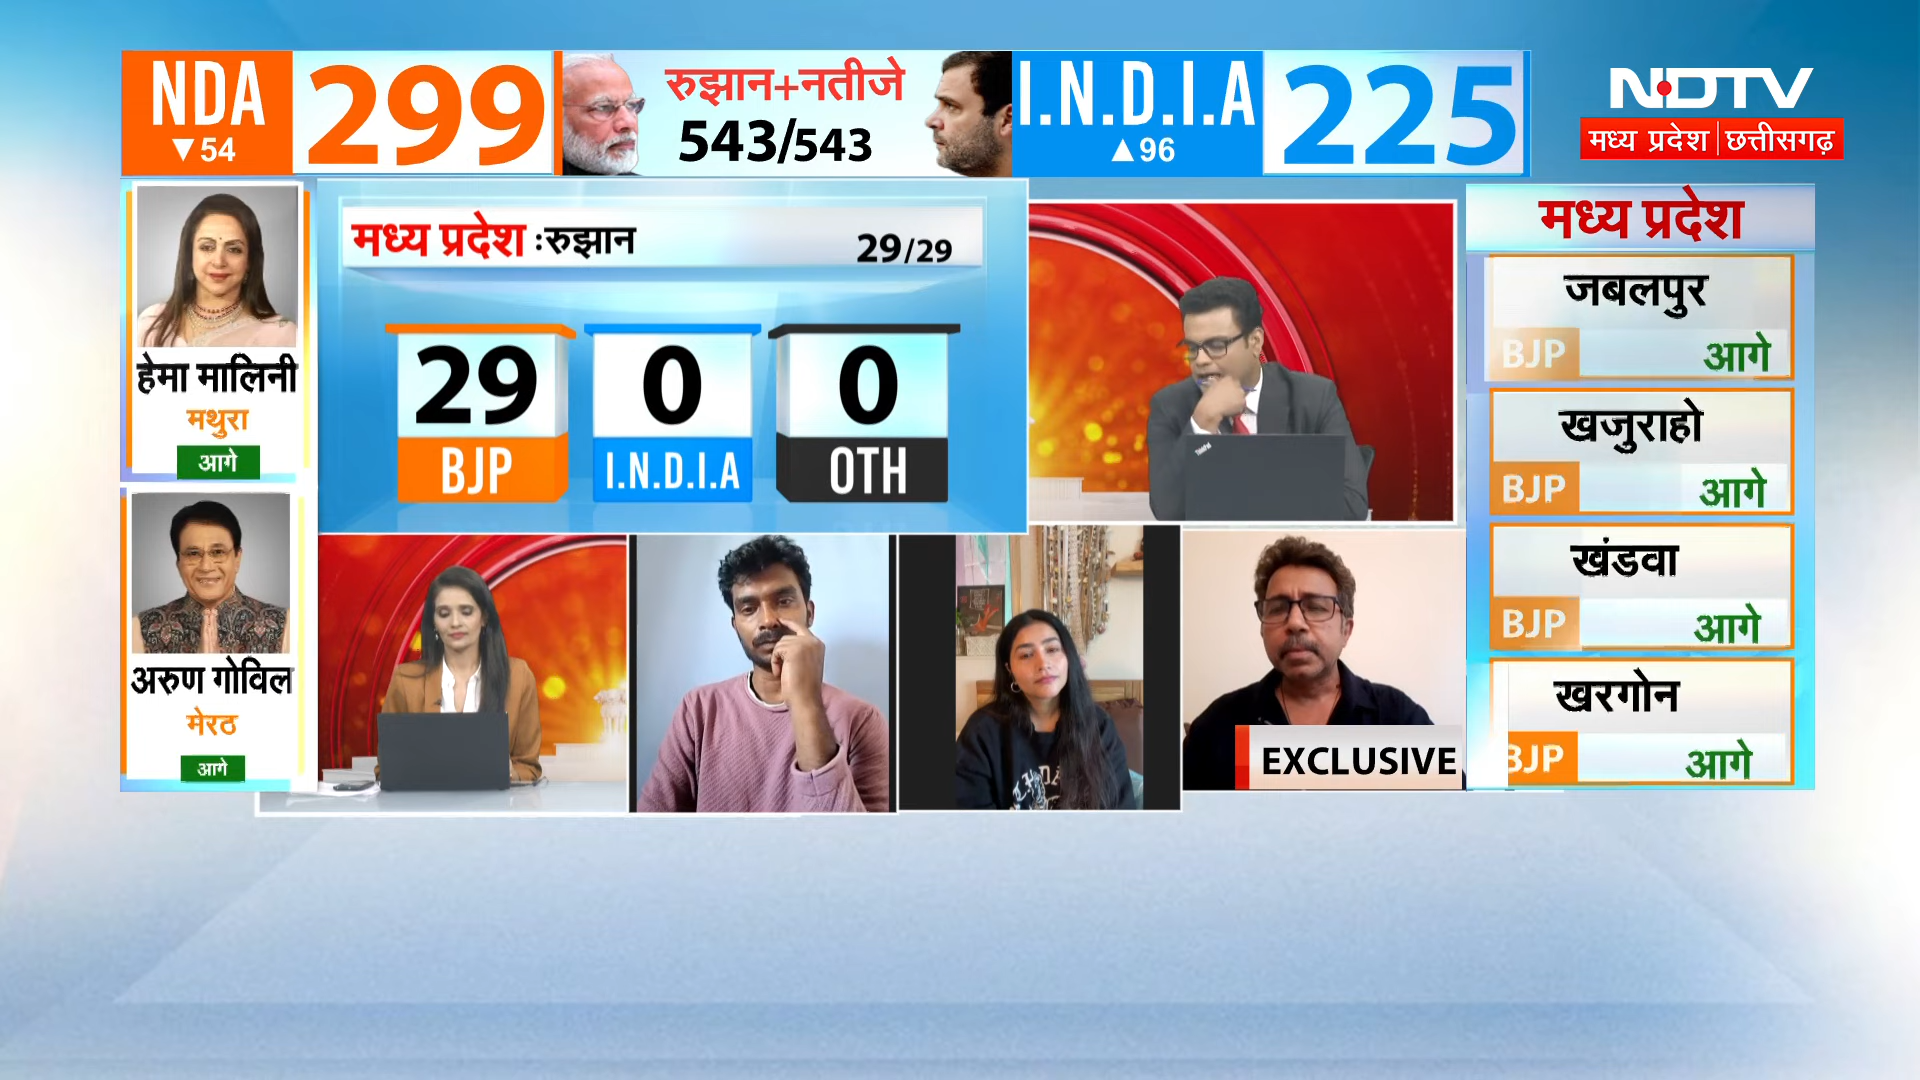 NDA
▼54
299
रुझान+नतीजे
543/543
I.N.D.I.A
▲96
225
NDTV
मध्य प्रदेश | छत्तीसगढ़
हेमा मालिनी
मथुरा
आगे
अरुण गोविल
मेरठ
आगे
मध्य प्रदेश :रुझान 29/29
29 0 0
BJP I.N.D.I.A OTH
ThinkPad
EXCLUSIVE
मध्य प्रदेश
जबलपुर
BJP आगे
खजुराहो
BJP आगे
खंडवा
BJP आगे
खरगोन
BJP आगे